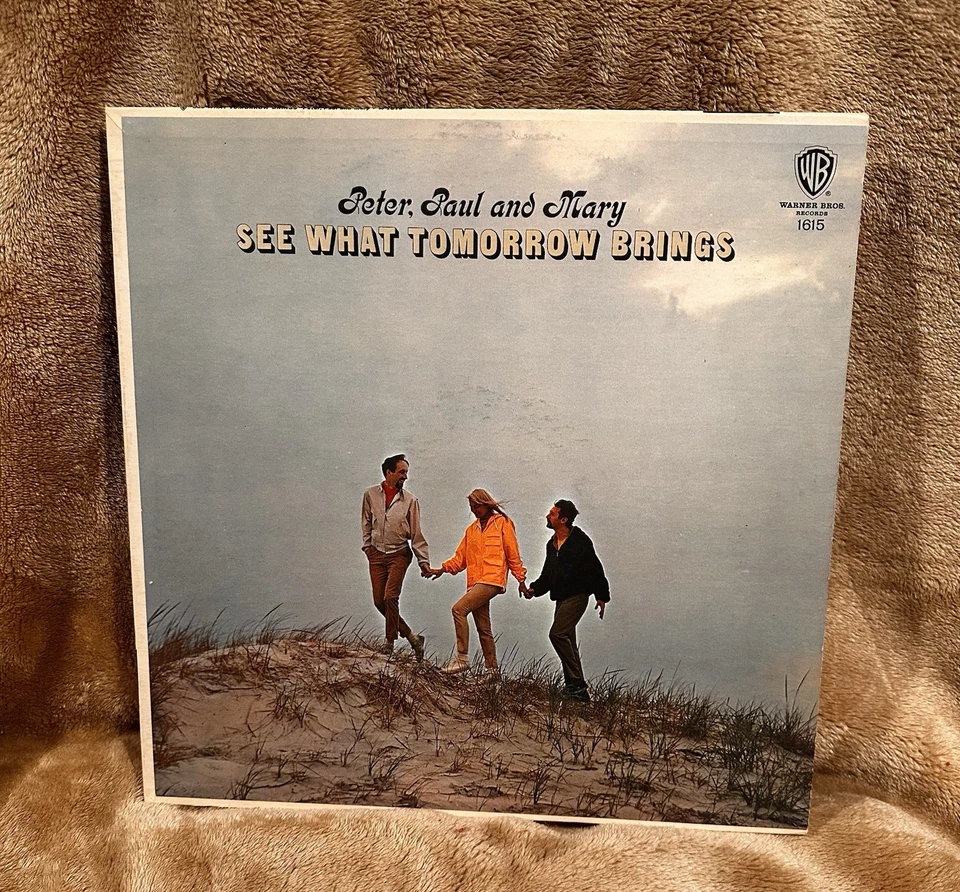 Peter, Paul and Mary
SEE WHAT TOMORROW BRINGS
WB
®
WARNER BROS.
RECORDS
1615